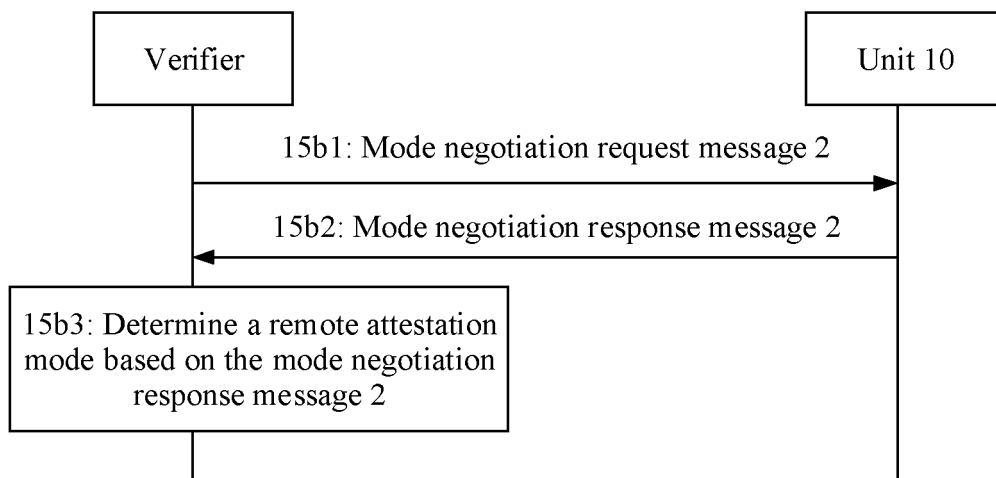 Verifier
Unit 10
15b1: Mode negotiation request message 2
15b2: Mode negotiation response message 2
15b3: Determine a remote attestation
mode based on the mode negotiation
response message 2